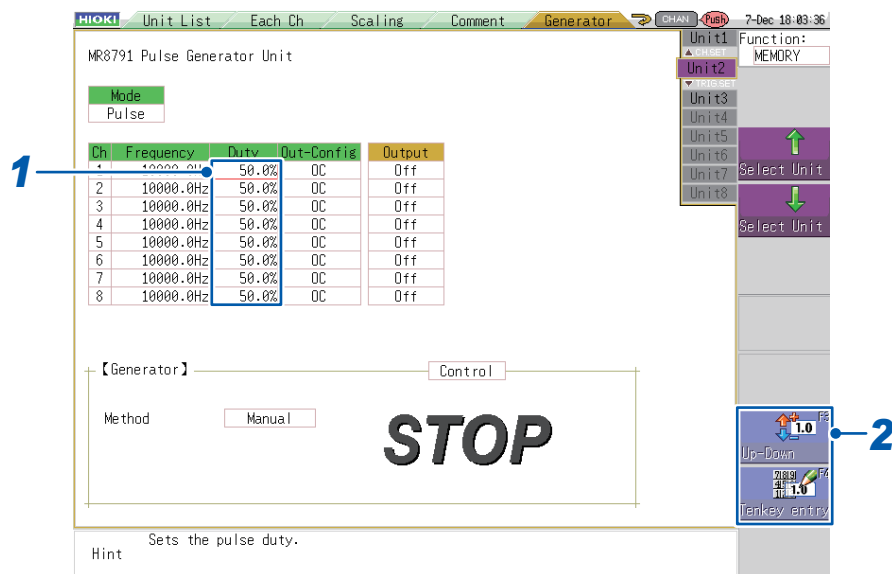 HIOKI Unit List Each Ch Scaling Comment Generator CHAN Push 7-Dec 18:03:36
Unit1 Function:
▲CH.SET MEMORY
MR8791 Pulse Generator Unit
Unit2
▼TRIG.SET
Mode
Unit3
Pulse
Unit4
Unit5
Ch Frequency Duty Out-Config Output
Unit6
1 1 10000.0Hz 50.0% OC Off
Unit7 Select Unit
2 10000.0Hz 50.0% OC Off
Unit8
3 10000.0Hz 50.0% OC Off
4 10000.0Hz 50.0% OC Off
Select Unit
5 10000.0Hz 50.0% OC Off
6 10000.0Hz 50.0% OC Off
7 10000.0Hz 50.0% OC Off
8 10000.0Hz 50.0% OC Off
【Generator】 Control
Method Manual
STOP
1.0
2
Up-Down
F4
1.0
Tenkey entry
Sets the pulse duty.
Hint